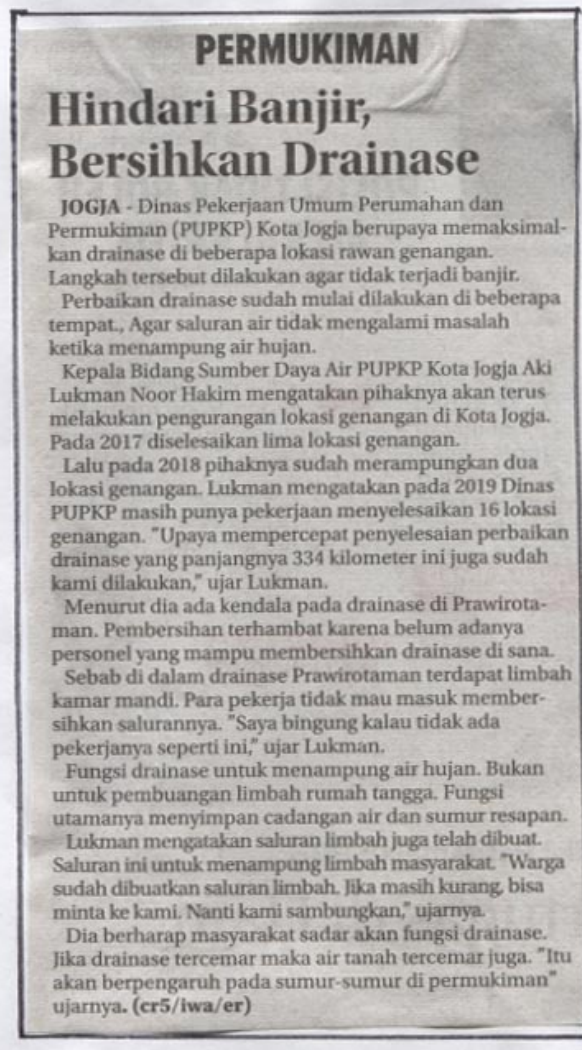 PERMUKIMAN
Hindari Banjir,
Bersihkan Drainase
JOGJA - Dinas Pekerjaan Umum Perumahan dan
Permukiman (PUPKP) Kota Jogja berupaya memaksimal-
kan drainase di beberapa lokasi rawan genangan.
Langkah tersebut dilakukan agar tidak terjadi banjir.
Perbaikan drainase sudah mulai dilakukan di beberapa
tempat., Agar saluran air tidak mengalami masalah
ketika menampung air hujan.
Kepala Bidang Sumber Daya Air PUPKP Kota Jogja Aki
Lukman Noor Hakim mengatakan pihaknya akan terus
melakukan pengurangan lokasi genangan di Kota Jogja.
Pada 2017 diselesaikan lima lokasi genangan.
Lalu pada 2018 pihaknya sudah merampungkan dua
lokasi genangan. Lukman mengatakan pada 2019 Dinas
PUPKP masih punya pekerjaan menyelesaikan 16 lokasi
genangan. "Upaya mempercepat penyelesaian perbaikan
drainase yang panjangnya 334 kilometer ini juga sudah
kami dilakukan," ujar Lukman.
Menurut dia ada kendala pada drainase di Prawirota-
man. Pembersihan terhambat karena belum adanya
personel yang mampu membersihkan drainase di sana.
Sebab di dalam drainase Prawirotaman terdapat limbah
kamar mandi. Para pekerja tidak mau masuk member-
sihkan salurannya. "Saya bingung kalau tidak ada
pekerjanya seperti ini," ujar Lukman.
Fungsi drainase untuk menampung air hujan. Bukan
untuk pembuangan limbah rumah tangga. Fungsi
utamanya menyimpan cadangan air dan sumur resapan.
Lukman mengatakan saluran limbah juga telah dibuat.
Saluran ini untuk menampung limbah masyarakat. "Warga
sudah dibuatkan saluran limbah. Jika masih kurang, bisa
minta ke kami. Nanti kami sambungkan," ujarnya.
Dia berharap masyarakat sadar akan fungsi drainase.
Jika drainase tercemar maka air tanah tercemar juga. "Itu
akan berpengaruh pada sumur-sumur di permukiman"
ujarnya. (cr5/iwa/er)